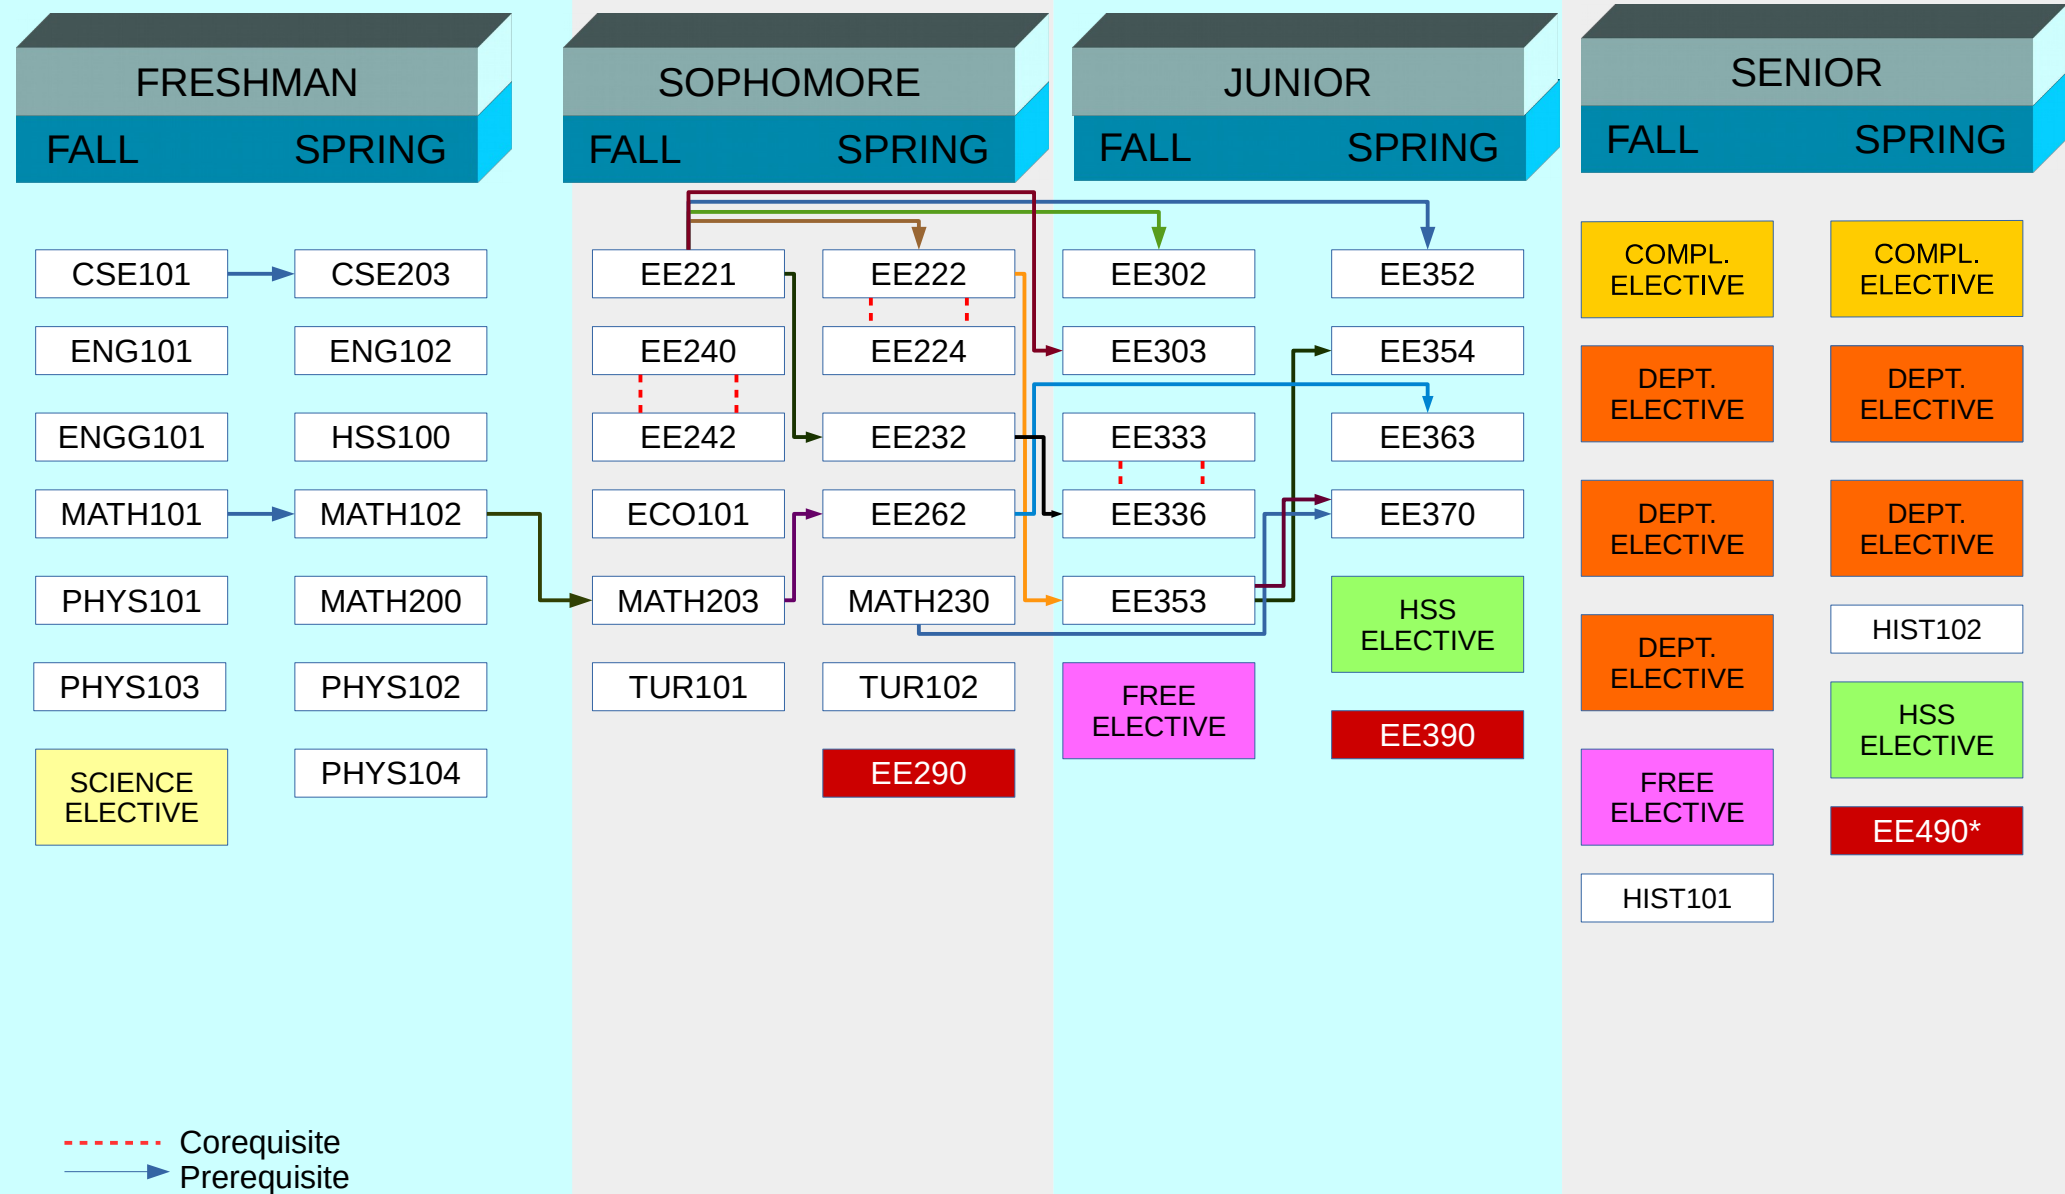 FRESHMAN
FALL SPRING
CSE101
ENG101
ENGG101
MATH101
PHYS101
PHYS103
SCIENCE
ELECTIVE
CSE203
ENG102
HSS100
MATH102
MATH200
PHYS102
PHYS104
SOPHOMORE
FALL SPRING
EE221
EE240
EE242
ECO101
MATH203
TUR101
EE222
EE224
EE232
EE262
MATH230
TUR102
EE290
JUNIOR
FALL SPRING
EE302
EE303
EE333
EE336
EE353
FREE
ELECTIVE
EE352
EE354
EE363
EE370
HSS
ELECTIVE
EE390
SENIOR
FALL SPRING
COMPL.
ELECTIVE
DEPT.
ELECTIVE
DEPT.
ELECTIVE
DEPT.
ELECTIVE
FREE
ELECTIVE
HIST101
COMPL.
ELECTIVE
DEPT.
ELECTIVE
DEPT.
ELECTIVE
HIST102
HSS
ELECTIVE
EE490*
Corequisite
Prerequisite